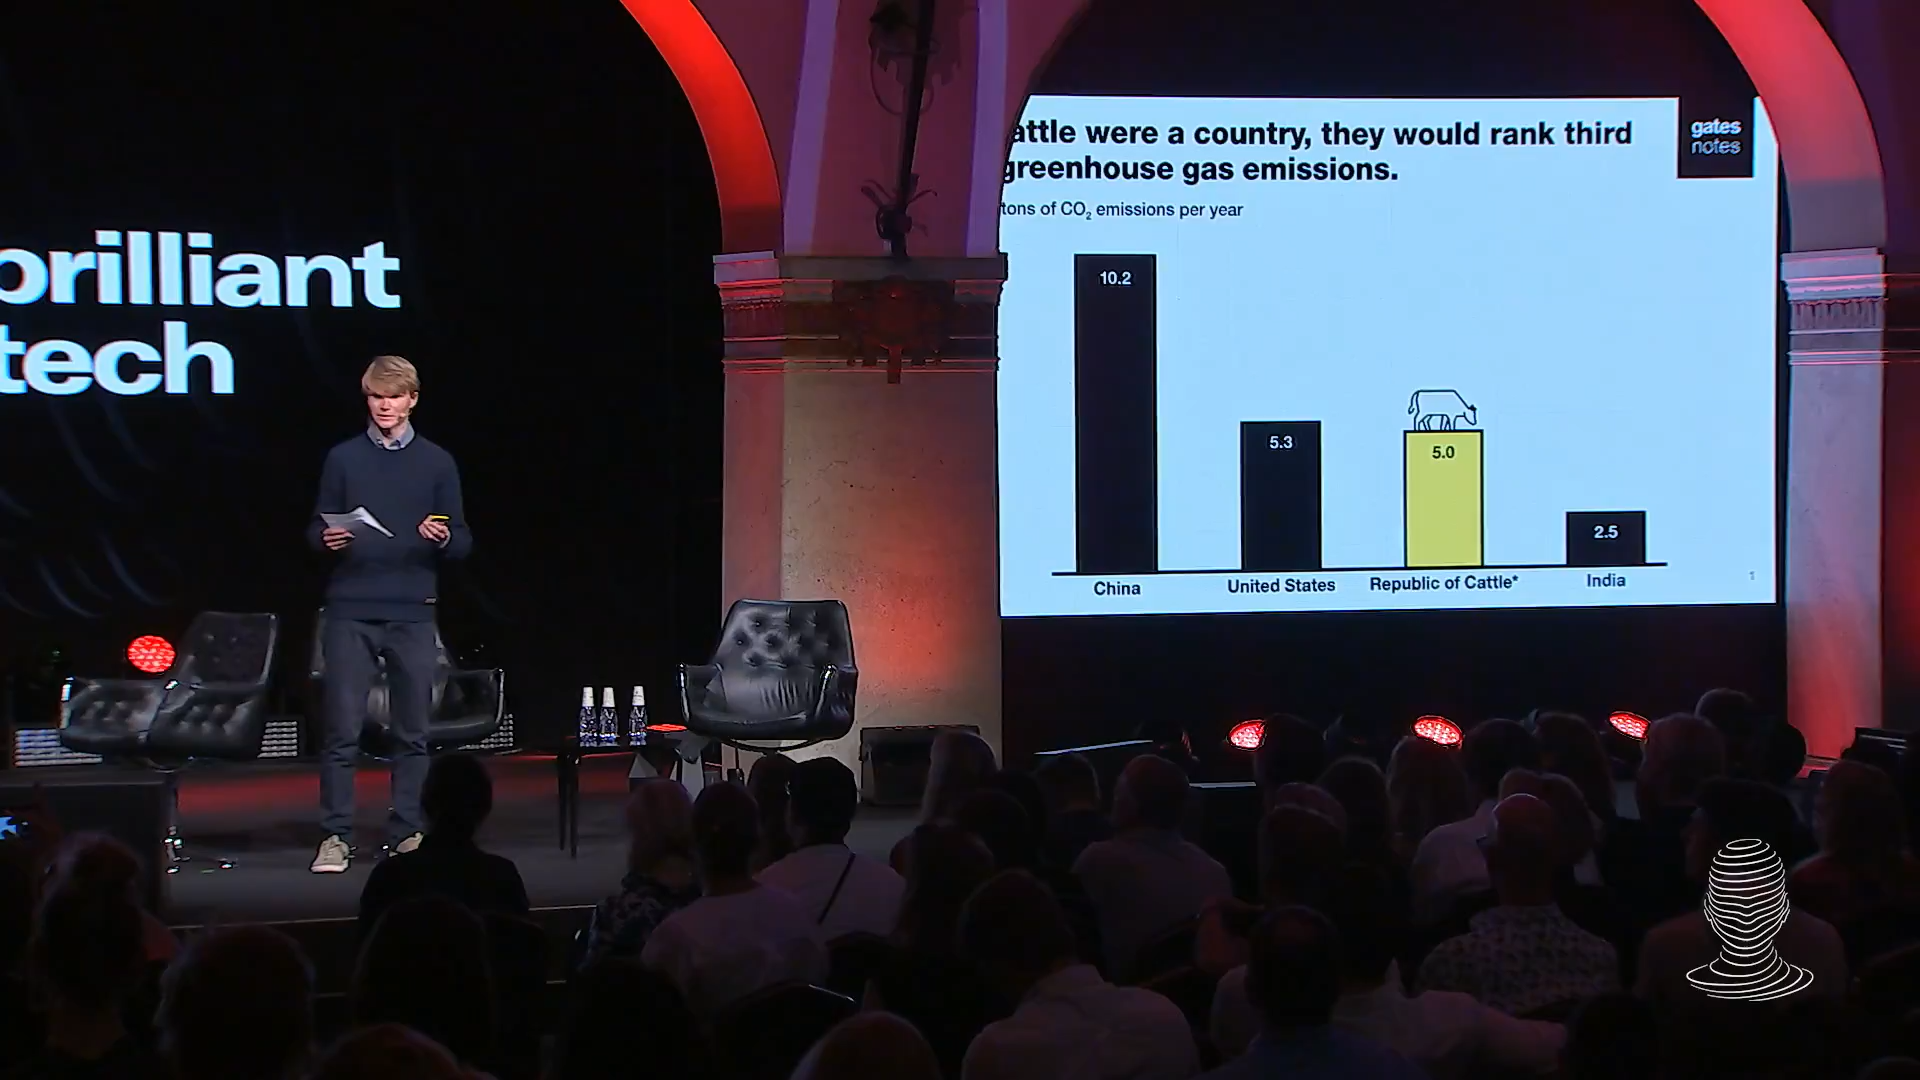 brilliant
tech
attle were a country, they would rank third
greenhouse gas emissions.
tons of CO₂ emissions per year
gates
notes
10.2
5.3
5.0
2.5
China
United States
Republic of Cattle*
India
1